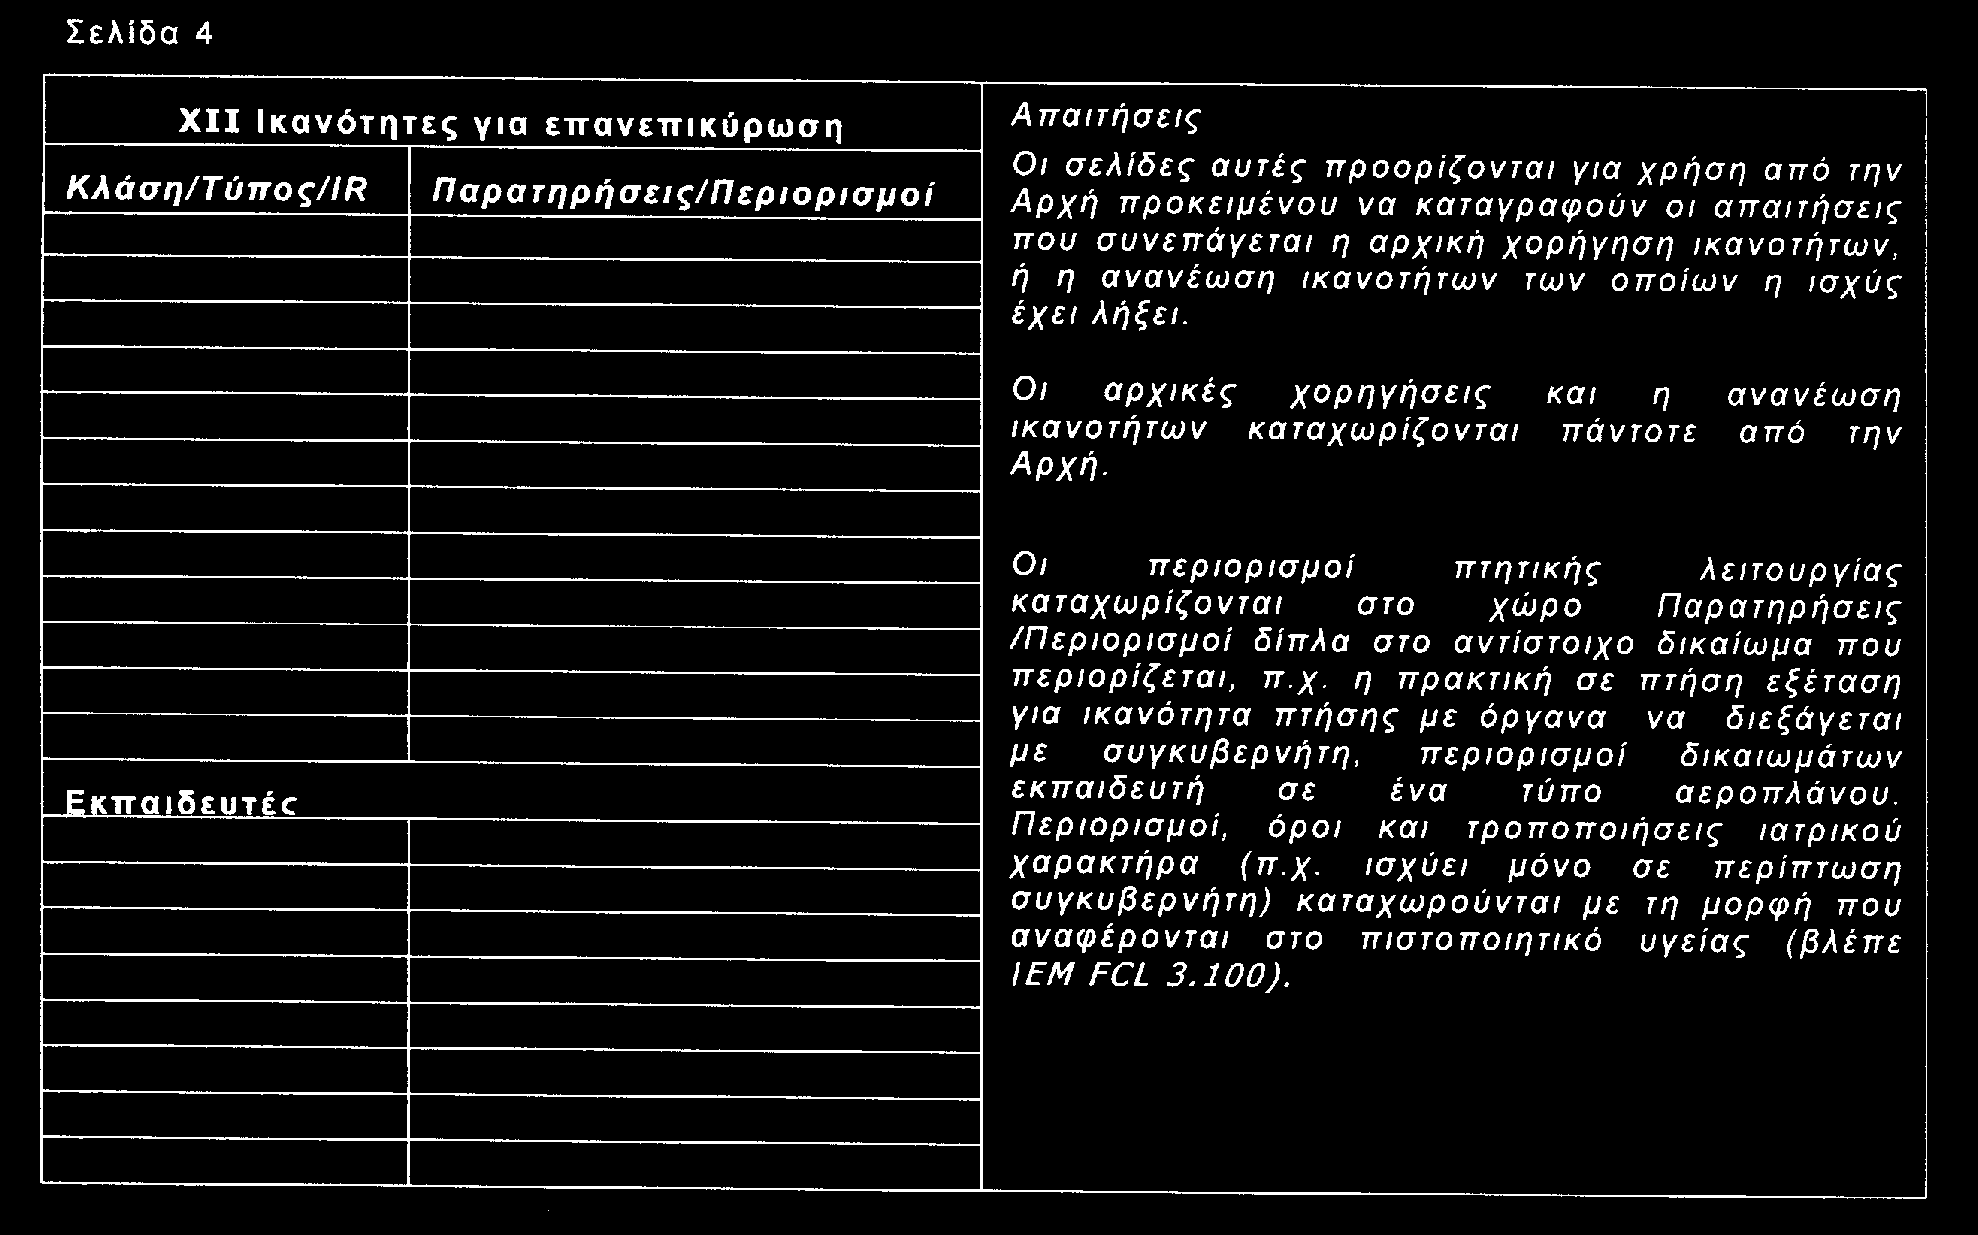 Σελίδα 4
XII Ικανότητες για επανεπικύρωση
Κλάση/Τύπος/IR
Παρατηρήσεις/Περιορισμοί
Εκπαιδευτές
Απαιτήσεις
Οι σελίδες αυτές προορίζονται για χρήση από την
Αρχή προκειμένου να καταγραφούν οι απαιτήσεις
που συνεπάγεται η αρχική χορήγηση ικανοτήτων,
ή η ανανέωση ικανοτήτων των οποίων η ισχύς
έχει λήξει.
Οι αρχικές χορηγήσεις και η ανανέωση
ικανοτήτων καταχωρίζονται πάντοτε από την
Αρχή.
Οι περιορισμοί πτητικής λειτουργίας
καταχωρίζονται στο χώρο Παρατηρήσεις
/Περιορισμοί δίπλα στο αντίστοιχο δικαίωμα που
περιορίζεται, π.χ. η πρακτική σε πτήση εξέταση
για ικανότητα πτήσης με όργανα να διεξάγεται
με συγκυβερνήτη, περιορισμοί δικαιωμάτων
εκπαιδευτή σε ένα τύπο αεροπλάνου.
Περιορισμοί, όροι και τροποποιήσεις ιατρικού
χαρακτήρα (π.χ. ισχύει μόνο σε περίπτωση
συγκυβερνήτη) καταχωρούνται με τη μορφή που
αναφέρονται στο πιστοποιητικό υγείας (βλέπε
IEM FCL 3.100).